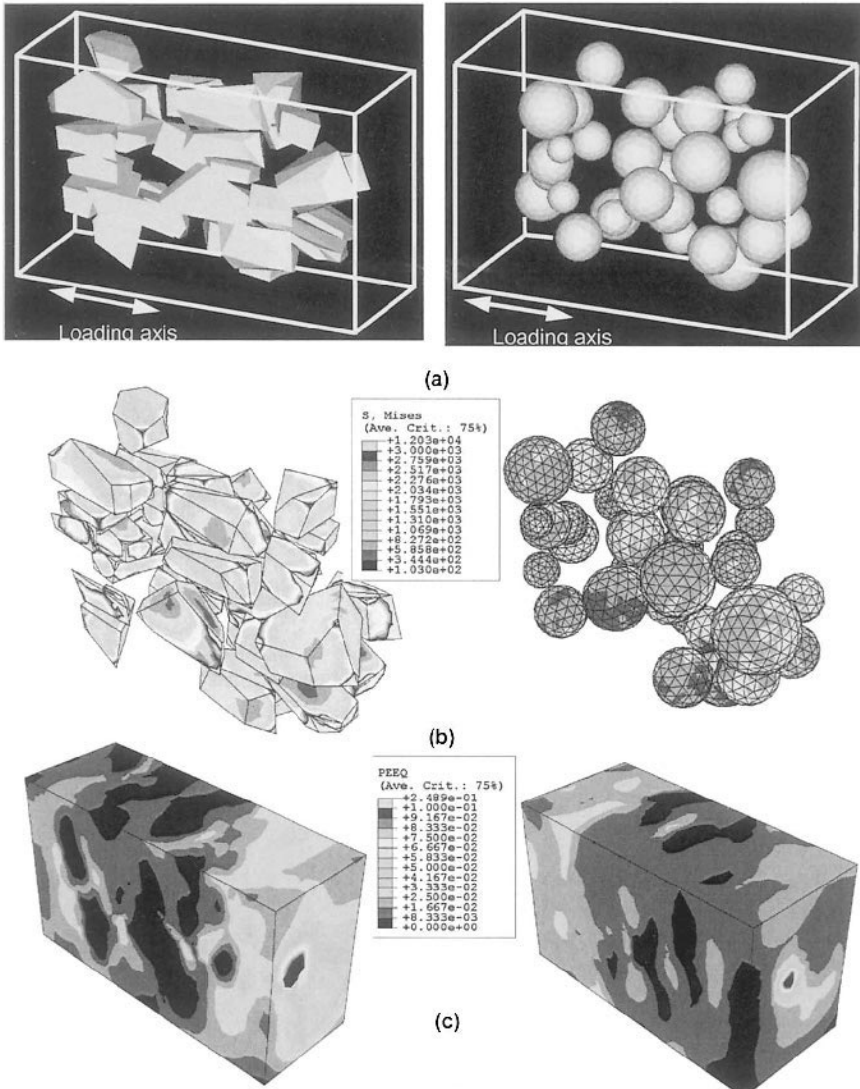 Loading axis
Loading axis
(a)
S, Mises
(Ave. Crit.: 75%)
+1.203e+04
+3.000e+03
+2.759e+03
+2.517e+03
+2.276e+03
+2.034e+03
+1.793e+03
+1.551e+03
+1.310e+03
+1.069e+03
+8.272e+02
+5.858e+02
+3.444e+02
+1.030e+02
(b)
PEEQ
(Ave. Crit.: 75%)
+2.489e-01
+1.000e-01
+9.167e-02
+8.333e-02
+7.500e-02
+6.667e-02
+5.833e-02
+5.000e-02
+4.167e-02
+3.333e-02
+2.500e-02
+1.667e-02
+8.333e-03
+0.000e+00
(c)